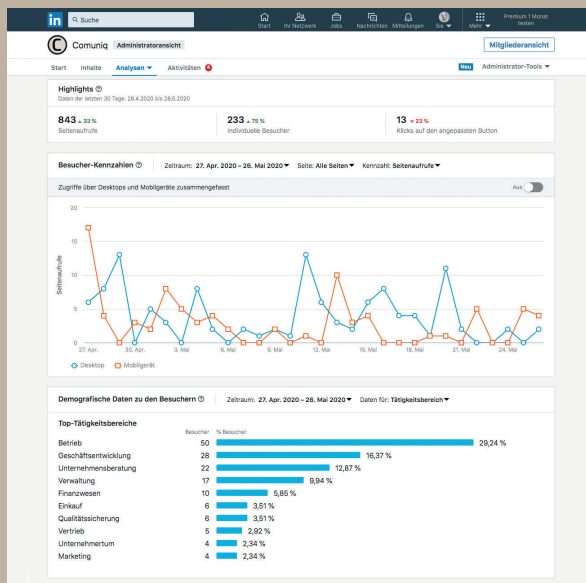 in Suche Start Ihr Netzwerk Jobs Nachrichten Mitteilungen Sie Mehr Premium 1 Monat
testen
C Comuniq Administratoransicht Mitgliederansicht
Start Inhalte Analysen Aktivitäten Neu Administrator-Tools
Highlights
Daten der letzten 30 Tage: 28.4.2020 bis 28.5.2020
843 ▲ 33 % 233 ▲ 75 % 13 ▼ 23 %
Seitenaufrufe Individuelle Besucher Klicks auf den angepassten Button
Besucher-Kennzahlen Zeitraum: 27. Apr. 2020 – 26. Mai 2020 Seite: Alle Seiten Kennzahl: Seitenaufrufe
Zugriffe über Desktops und Mobilgeräte zusammengefasst Aus
Seitenaufrufe
20
15
10
5
0
27. Apr. 30. Apr. 3. Mai 6. Mai 9. Mai 12. Mai 15. Mai 18. Mai 21. Mai 24. Mai
Desktop Mobilgerät
Demografische Daten zu den Besuchern Zeitraum: 27. Apr. 2020 – 26. Mai 2020 Daten für: Tätigkeitsbereich
Top-Tätigkeitsbereiche
Besucher % Besucher
Betrieb 50 29,24 %
Geschäftsentwicklung 28 16,37 %
Unternehmensberatung 22 12,87 %
Verwaltung 17 9,94 %
Finanzwesen 10 5,85 %
Einkauf 6 3,51 %
Qualitätssicherung 6 3,51 %
Vertrieb 5 2,92 %
Unternehmertum 4 2,34 %
Marketing 4 2,34 %